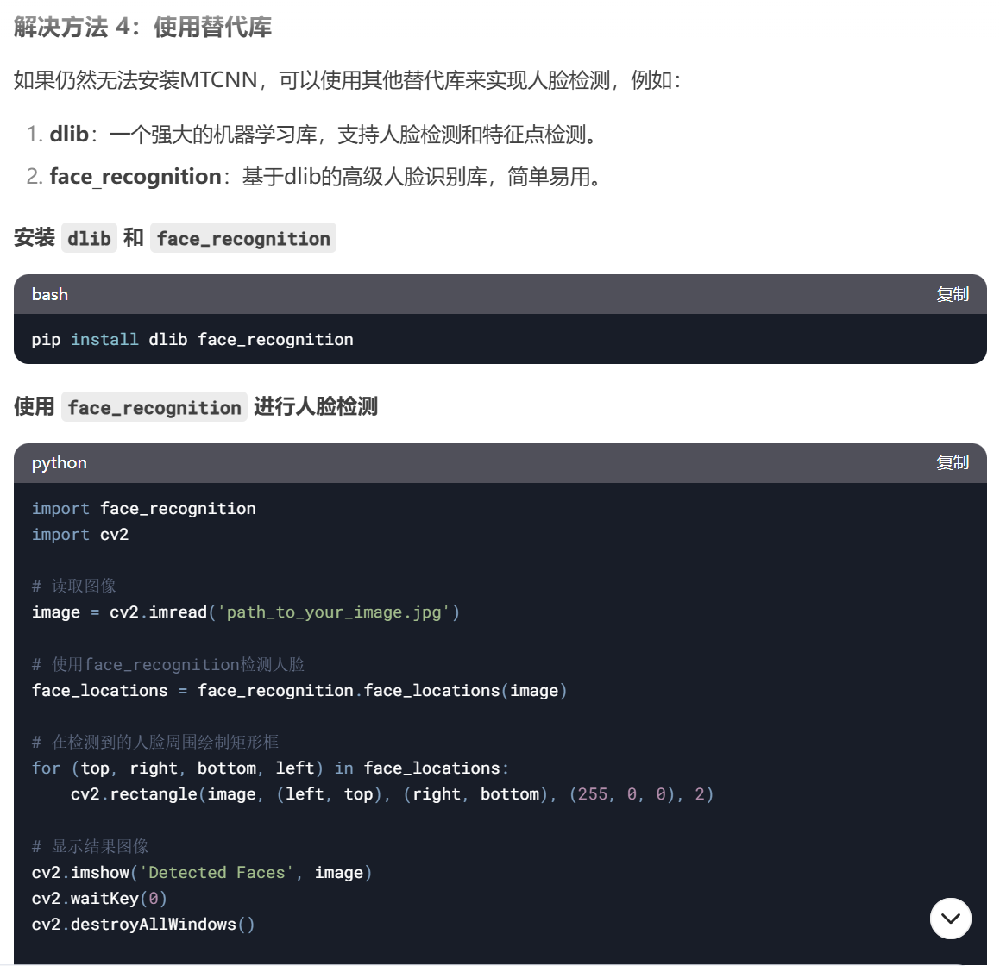 解决方法 4：使用替代库
如果仍然无法安装MTCNN，可以使用其他替代库来实现人脸检测，例如：
1. dlib：一个强大的机器学习库，支持人脸检测和特征点检测。
2. face_recognition：基于dlib的高级人脸识别库，简单易用。
安装 dlib 和 face_recognition
bash 复制
pip install dlib face_recognition
使用 face_recognition 进行人脸检测
python 复制
import face_recognition
import cv2
# 读取图像
image = cv2.imread('path_to_your_image.jpg')
# 使用face_recognition检测人脸
face_locations = face_recognition.face_locations(image)
# 在检测到的人脸周围绘制矩形框
for (top, right, bottom, left) in face_locations:
    cv2.rectangle(image, (left, top), (right, bottom), (255, 0, 0), 2)
# 显示结果图像
cv2.imshow('Detected Faces', image)
cv2.waitKey(0)
cv2.destroyAllWindows()